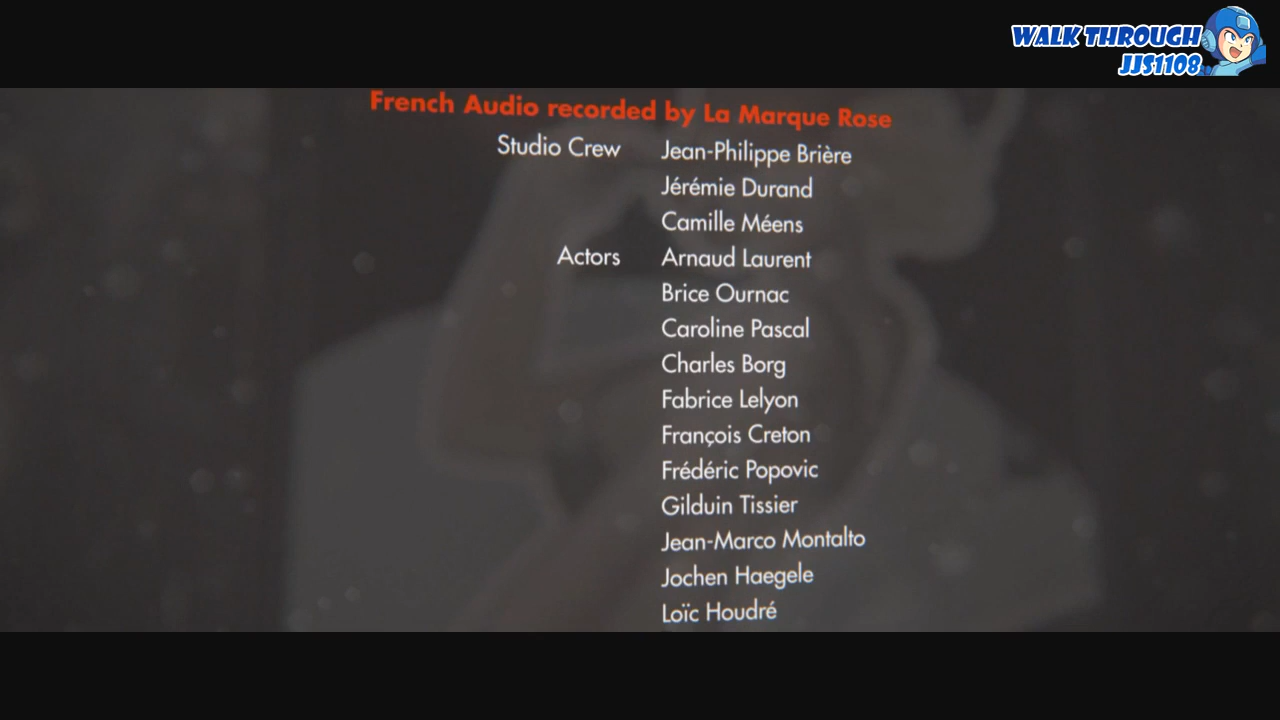 WALK THROUGH
JJS1108
French Audio recorded by La Marque Rose
Studio Crew Jean-Philippe Brière
Jérémie Durand
Camille Méens
Actors Arnaud Laurent
Brice Ournac
Caroline Pascal
Charles Borg
Fabrice Lelyon
François Creton
Frédéric Popovic
Gilduin Tissier
Jean-Marco Montalto
Jochen Haegele
Loïc Houdré